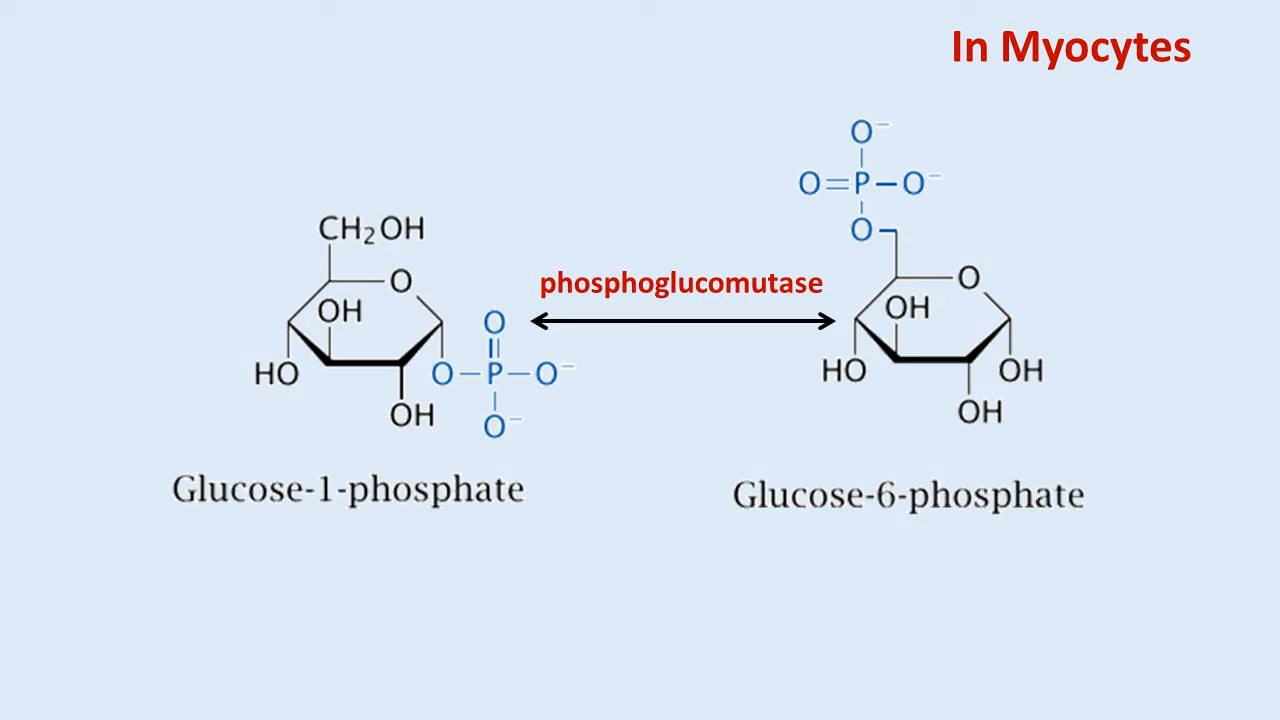 In Myocytes
O⁻
O=P–O⁻
O
CH₂OH
O
OH
HO
OH
O
O–P–O⁻
O⁻
phosphoglucomutase
O
OH
HO
OH
OH
Glucose-1-phosphate
Glucose-6-phosphate